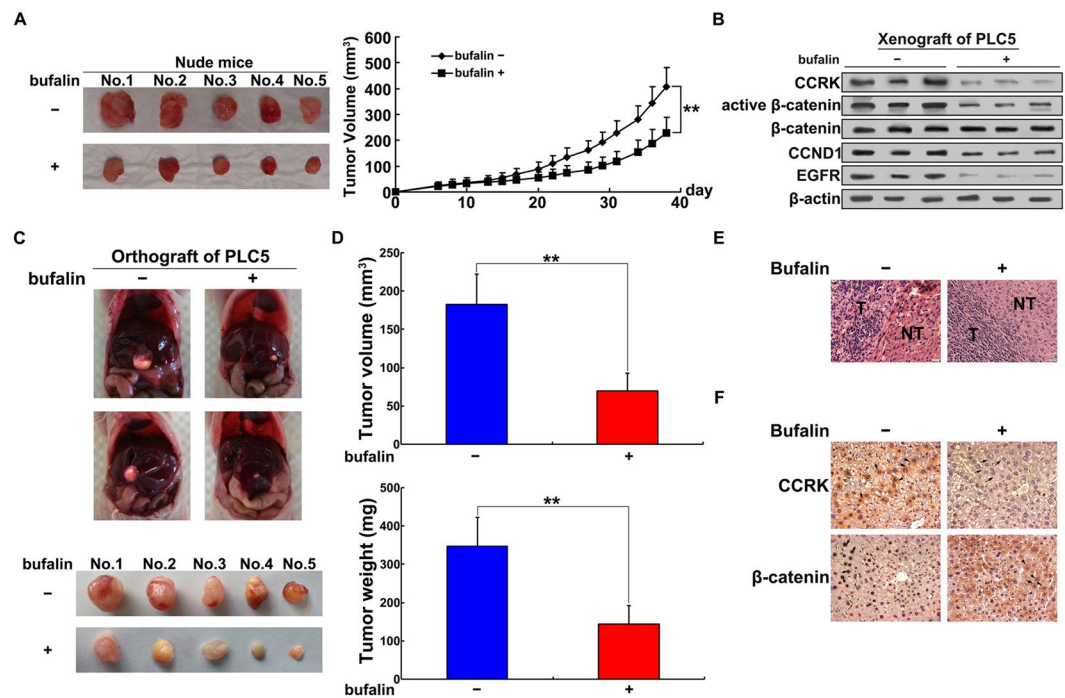 A
Nude mice
bufalin No.1 No.2 No.3 No.4 No.5
−
+
Tumor Volume (mm³)
600
500
400
300
200
100
0
0 10 20 30 40 day
bufalin −
bufalin +
**
B
Xenograft of PLC5
bufalin − +
CCRK
active β-catenin
β-catenin
CCND1
EGFR
β-actin
C
Orthograft of PLC5
bufalin − +
bufalin No.1 No.2 No.3 No.4 No.5
−
+
D
Tumor volume (mm³)
250
200
150
100
50
0
**
bufalin − +
Tumor weight (mg)
500
400
300
200
100
0
**
bufalin − +
E
Bufalin − +
T NT
T NT
F
Bufalin − +
CCRK
β-catenin